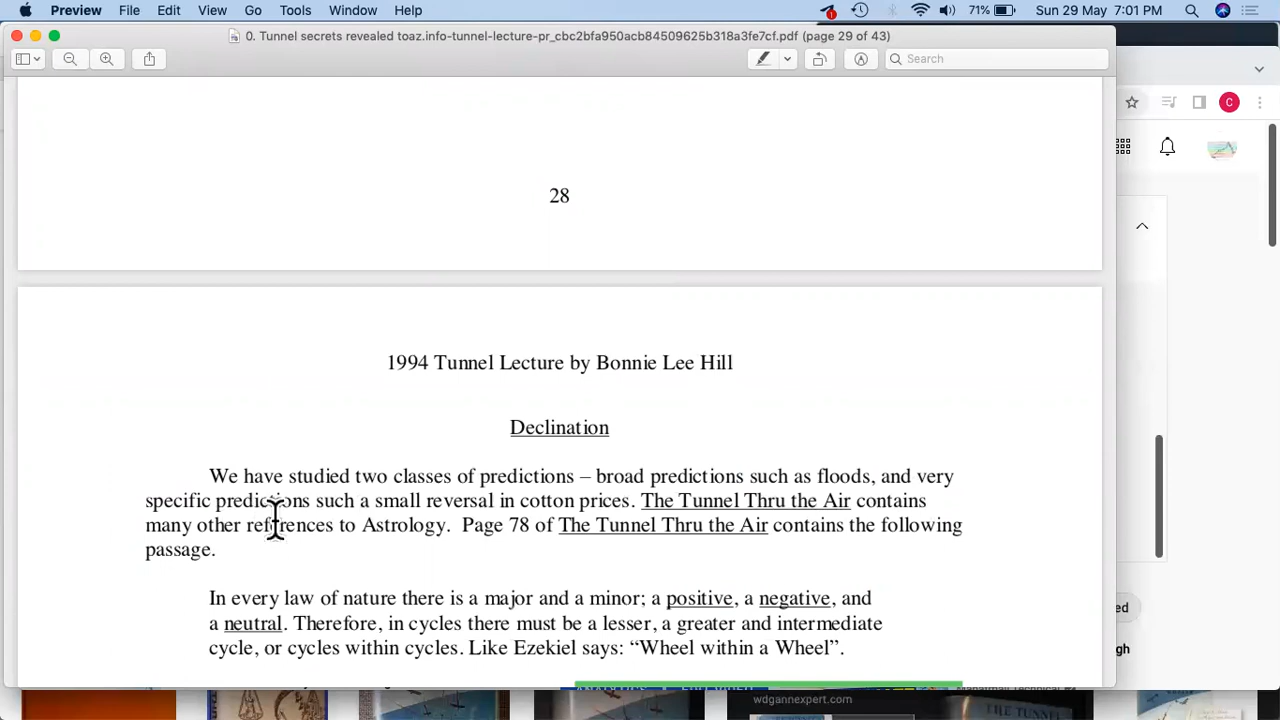 Preview File Edit View Go Tools Window Help 1 71% Sun 29 May 7:01 PM
0. Tunnel secrets revealed toaz.info-tunnel-lecture-pr_cbc2bfa950acb84509625b318a3fe7cf.pdf (page 29 of 43)
Search
C
28
1994 Tunnel Lecture by Bonnie Lee Hill
Declination
We have studied two classes of predictions – broad predictions such as floods, and very
specific predictions such a small reversal in cotton prices. The Tunnel Thru the Air contains
many other references to Astrology. Page 78 of The Tunnel Thru the Air contains the following
passage.
In every law of nature there is a major and a minor; a positive, a negative, and
a neutral. Therefore, in cycles there must be a lesser, a greater and intermediate
cycle, or cycles within cycles. Like Ezekiel says: “Wheel within a Wheel”.
ed
gh
wdgannexpert.com